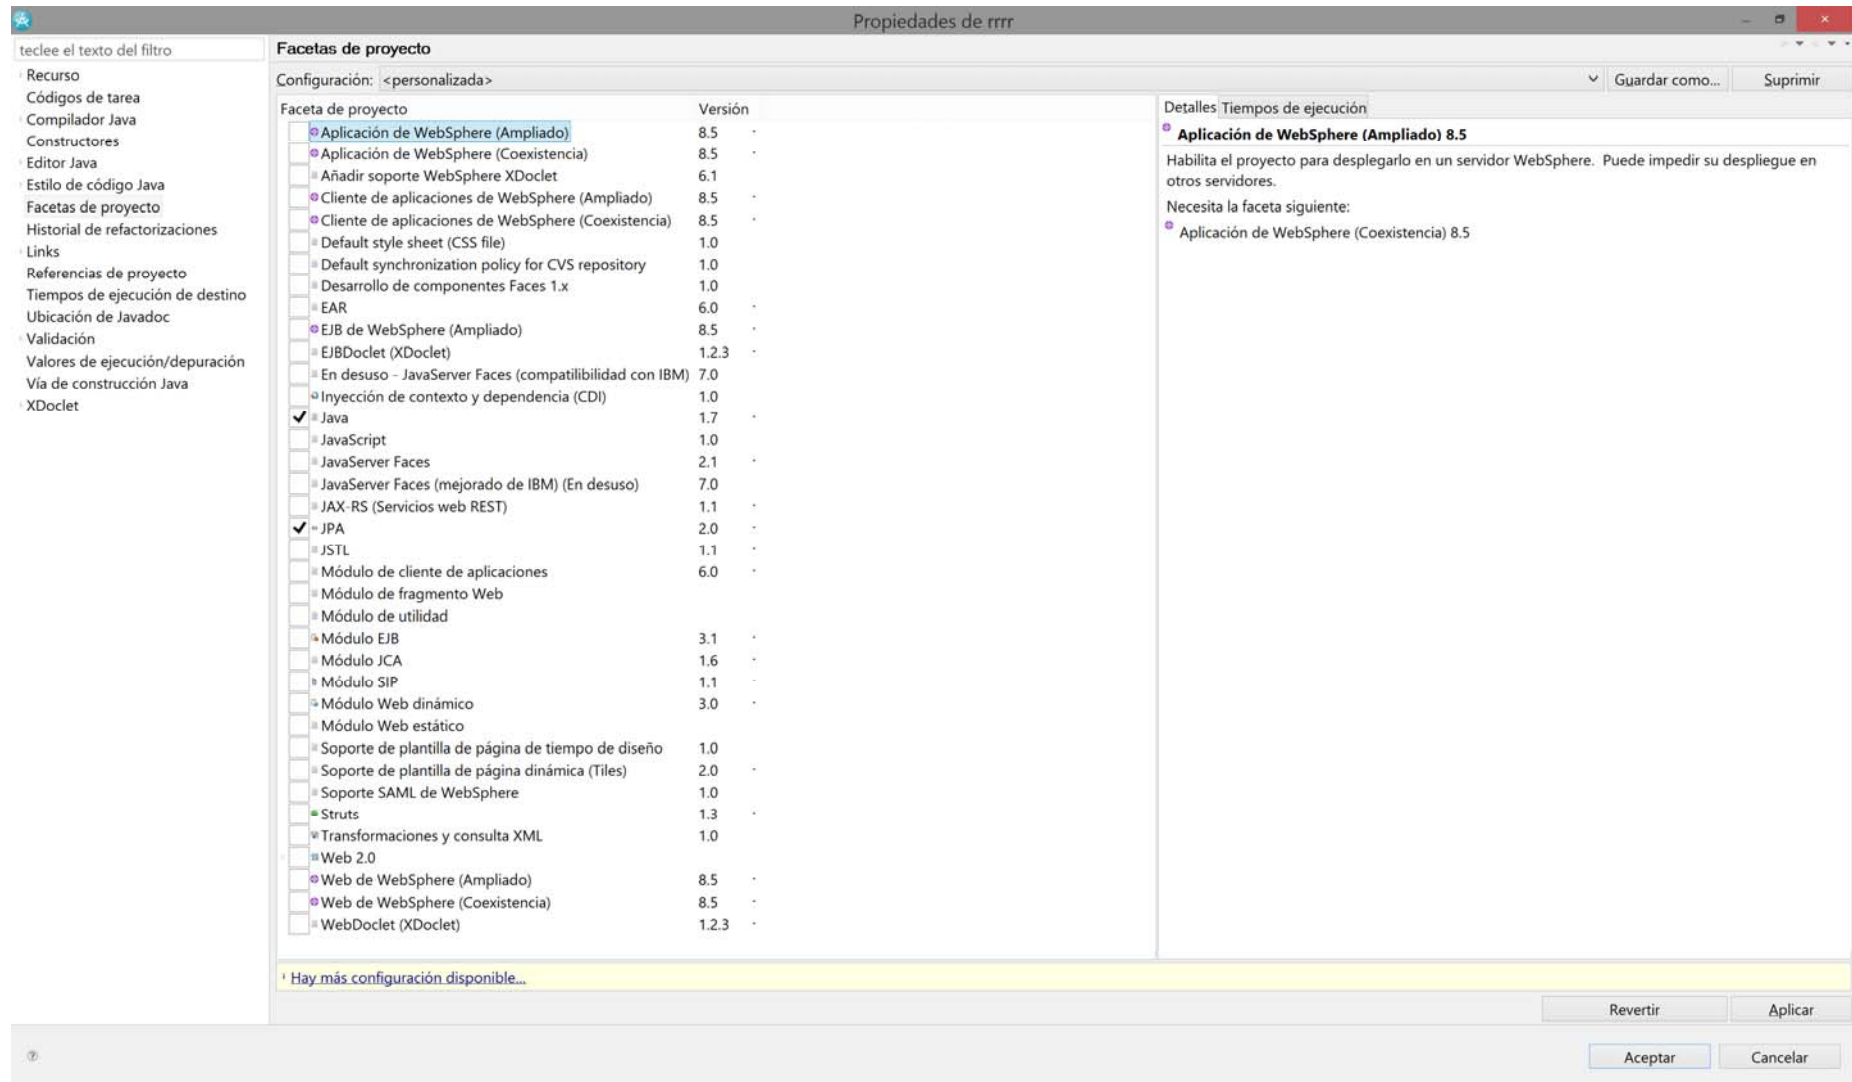 Propiedades de rrrr
teclee el texto del filtro
Recurso
Códigos de tarea
Compilador Java
Constructores
Editor Java
Estilo de código Java
Facetas de proyecto
Historial de refactorizaciones
Links
Referencias de proyecto
Tiempos de ejecución de destino
Ubicación de Javadoc
Validación
Valores de ejecución/depuración
Vía de construcción Java
XDoclet
Facetas de proyecto
Configuración: <personalizada> Guardar como... Suprimir
Faceta de proyecto Versión
Aplicación de WebSphere (Ampliado) 8.5
Aplicación de WebSphere (Coexistencia) 8.5
Añadir soporte WebSphere XDoclet 6.1
Cliente de aplicaciones de WebSphere (Ampliado) 8.5
Cliente de aplicaciones de WebSphere (Coexistencia) 8.5
Default style sheet (CSS file) 1.0
Default synchronization policy for CVS repository 1.0
Desarrollo de componentes Faces 1.x 1.0
EAR 6.0
EJB de WebSphere (Ampliado) 8.5
EJBDoclet (XDoclet) 1.2.3
En desuso - JavaServer Faces (compatilibilidad con IBM) 7.0
Inyección de contexto y dependencia (CDI) 1.0
Java 1.7
JavaScript 1.0
JavaServer Faces 2.1
JavaServer Faces (mejorado de IBM) (En desuso) 7.0
JAX-RS (Servicios web REST) 1.1
JPA 2.0
JSTL 1.1
Módulo de cliente de aplicaciones 6.0
Módulo de fragmento Web
Módulo de utilidad
Módulo EJB 3.1
Módulo JCA 1.6
Módulo SIP 1.1
Módulo Web dinámico 3.0
Módulo Web estático
Soporte de plantilla de página de tiempo de diseño 1.0
Soporte de plantilla de página dinámica (Tiles) 2.0
Soporte SAML de WebSphere 1.0
Struts 1.3
Transformaciones y consulta XML 1.0
Web 2.0
Web de WebSphere (Ampliado) 8.5
Web de WebSphere (Coexistencia) 8.5
WebDoclet (XDoclet) 1.2.3
Detalles Tiempos de ejecución
Aplicación de WebSphere (Ampliado) 8.5
Habilita el proyecto para desplegarlo en un servidor WebSphere. Puede impedir su despliegue en
otros servidores.
Necesita la faceta siguiente:
Aplicación de WebSphere (Coexistencia) 8.5
Hay más configuración disponible...
Revertir Aplicar
Aceptar Cancelar